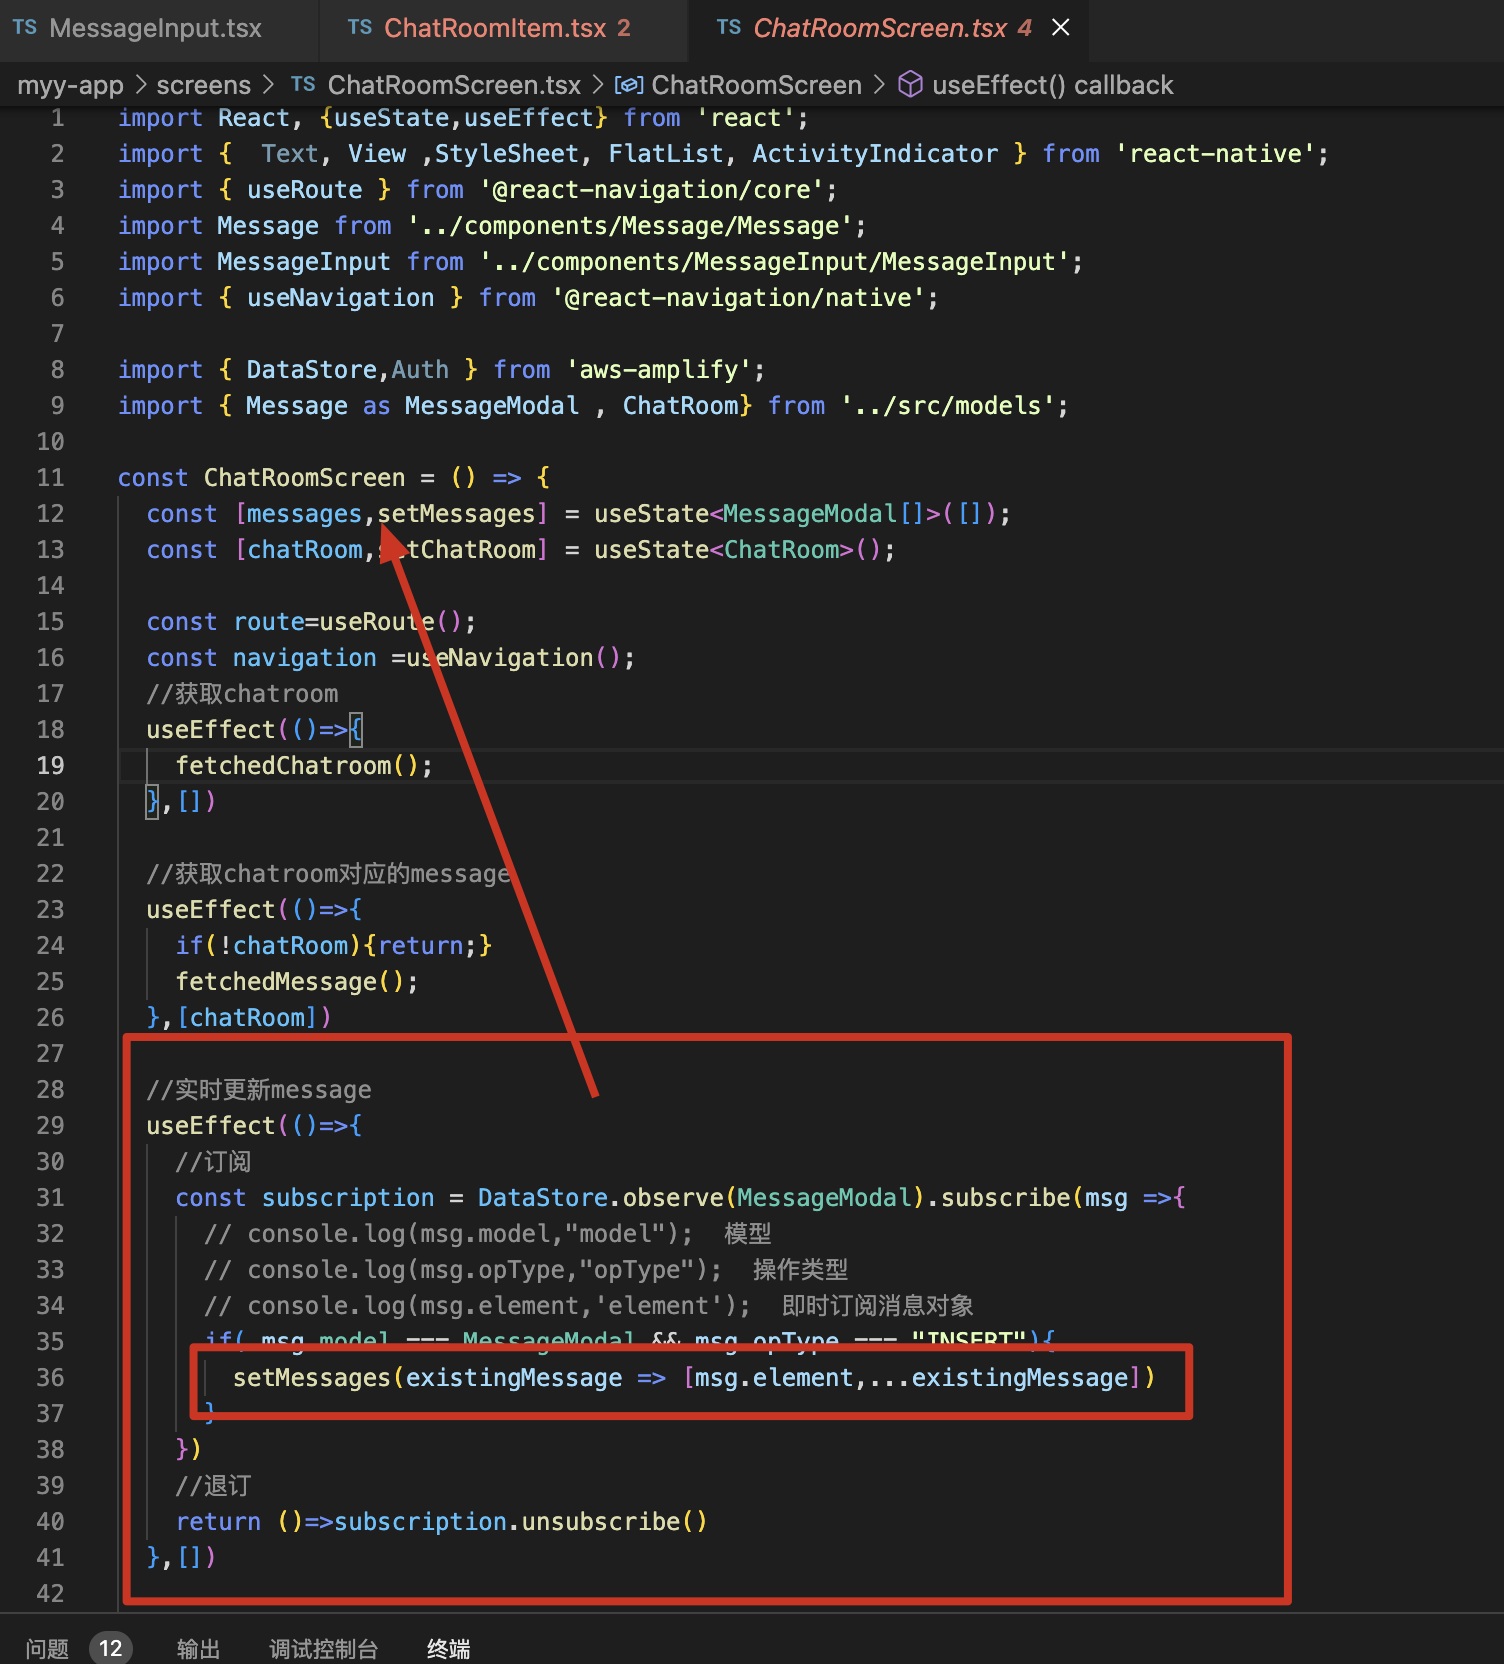 TS MessageInput.tsx TS ChatRoomItem.tsx 2 TS ChatRoomScreen.tsx 4
myy-app > screens > TS ChatRoomScreen.tsx > ChatRoomScreen > useEffect() callback
1 import React, {useState,useEffect} from 'react';
2 import {  Text, View ,StyleSheet, FlatList, ActivityIndicator } from 'react-native';
3 import { useRoute } from '@react-navigation/core';
4 import Message from '../components/Message/Message';
5 import MessageInput from '../components/MessageInput/MessageInput';
6 import { useNavigation } from '@react-navigation/native';
7
8 import { DataStore,Auth } from 'aws-amplify';
9 import { Message as MessageModal , ChatRoom} from '../src/models';
10
11 const ChatRoomScreen = () => {
12 const [messages,setMessages] = useState<MessageModal[]>([]);
13 const [chatRoom,setChatRoom] = useState<ChatRoom>();
14
15 const route=useRoute();
16 const navigation =useNavigation();
17 //获取chatroom
18 useEffect(()=>{
19 fetchedChatroom();
20 },[])
21
22 //获取chatroom对应的message
23 useEffect(()=>{
24 if(!chatRoom){return;}
25 fetchedMessage();
26 },[chatRoom])
27
28 //实时更新message
29 useEffect(()=>{
30 //订阅
31 const subscription = DataStore.observe(MessageModal).subscribe(msg =>{
32 // console.log(msg.model,"model");  模型
33 // console.log(msg.opType,"opType");  操作类型
34 // console.log(msg.element,'element');  即时订阅消息对象
35 if( msg.model === MessageModal && msg.opType === "INSERT"){
36 setMessages(existingMessage => [msg.element,...existingMessage])
37 }
38 })
39 //退订
40 return ()=>subscription.unsubscribe()
41 },[])
42
问题 12 输出 调试控制台 终端